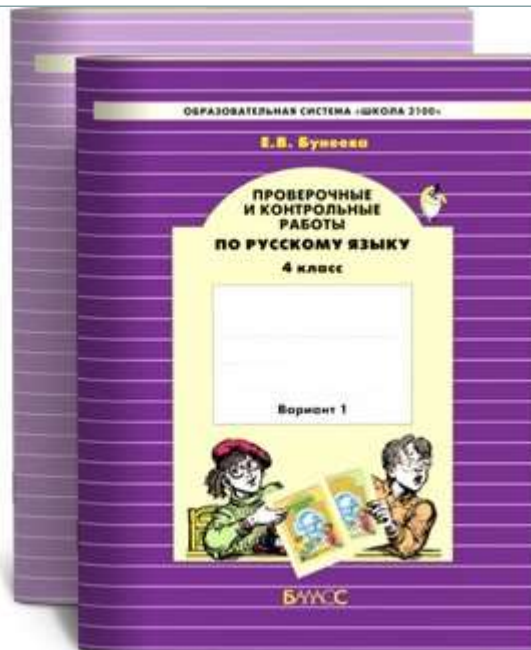 ОБРАЗОВАТЕЛЬНАЯ СИСТЕМА «ШКОЛА 2100»
Е.В. Бунеева
ПРОВЕРОЧНЫЕ
И КОНТРОЛЬНЫЕ
РАБОТЫ
ПО РУССКОМУ ЯЗЫКУ
4 класс
Вариант 1
БАЛАСС